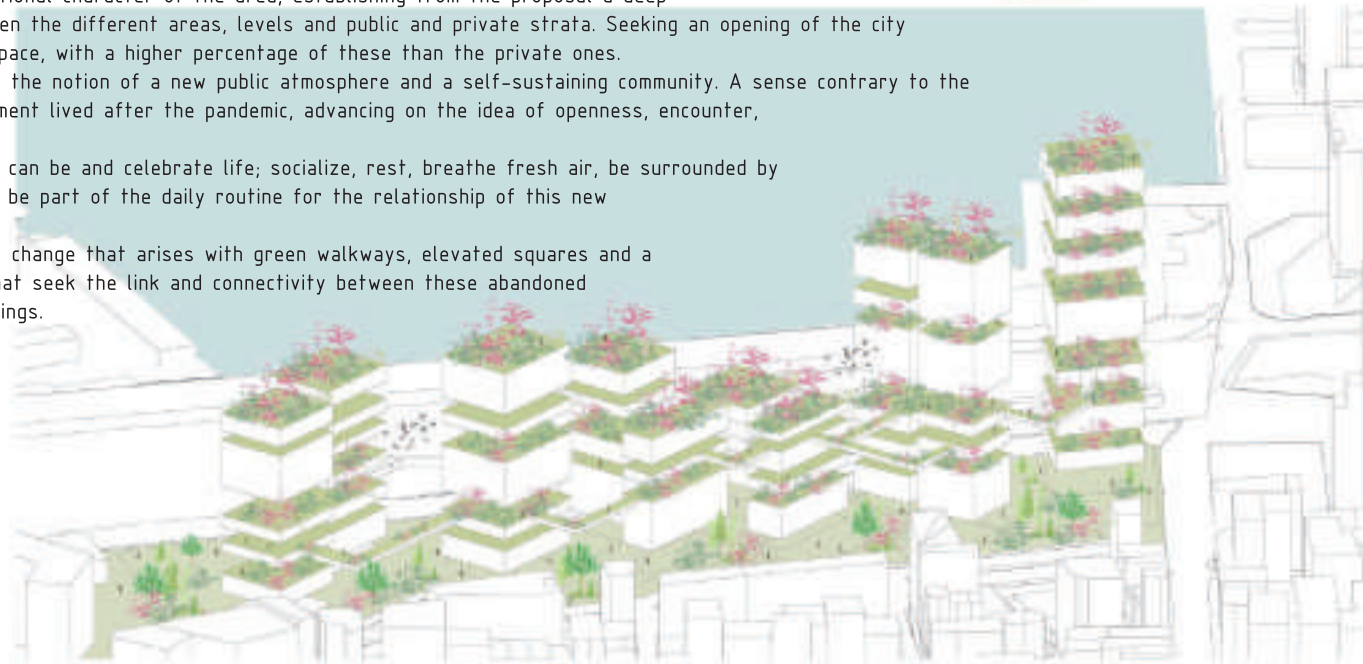 ional character of the area, establishing from the proposal a deep
en the different areas, levels and public and private strata. Seeking an opening of the city
pace, with a higher percentage of these than the private ones.
the notion of a new public atmosphere and a self-sustaining community. A sense contrary to the
ment lived after the pandemic, advancing on the idea of openness, encounter,
can be and celebrate life; socialize, rest, breathe fresh air, be surrounded by
be part of the daily routine for the relationship of this new
change that arises with green walkways, elevated squares and a
hat seek the link and connectivity between these abandoned
ings.